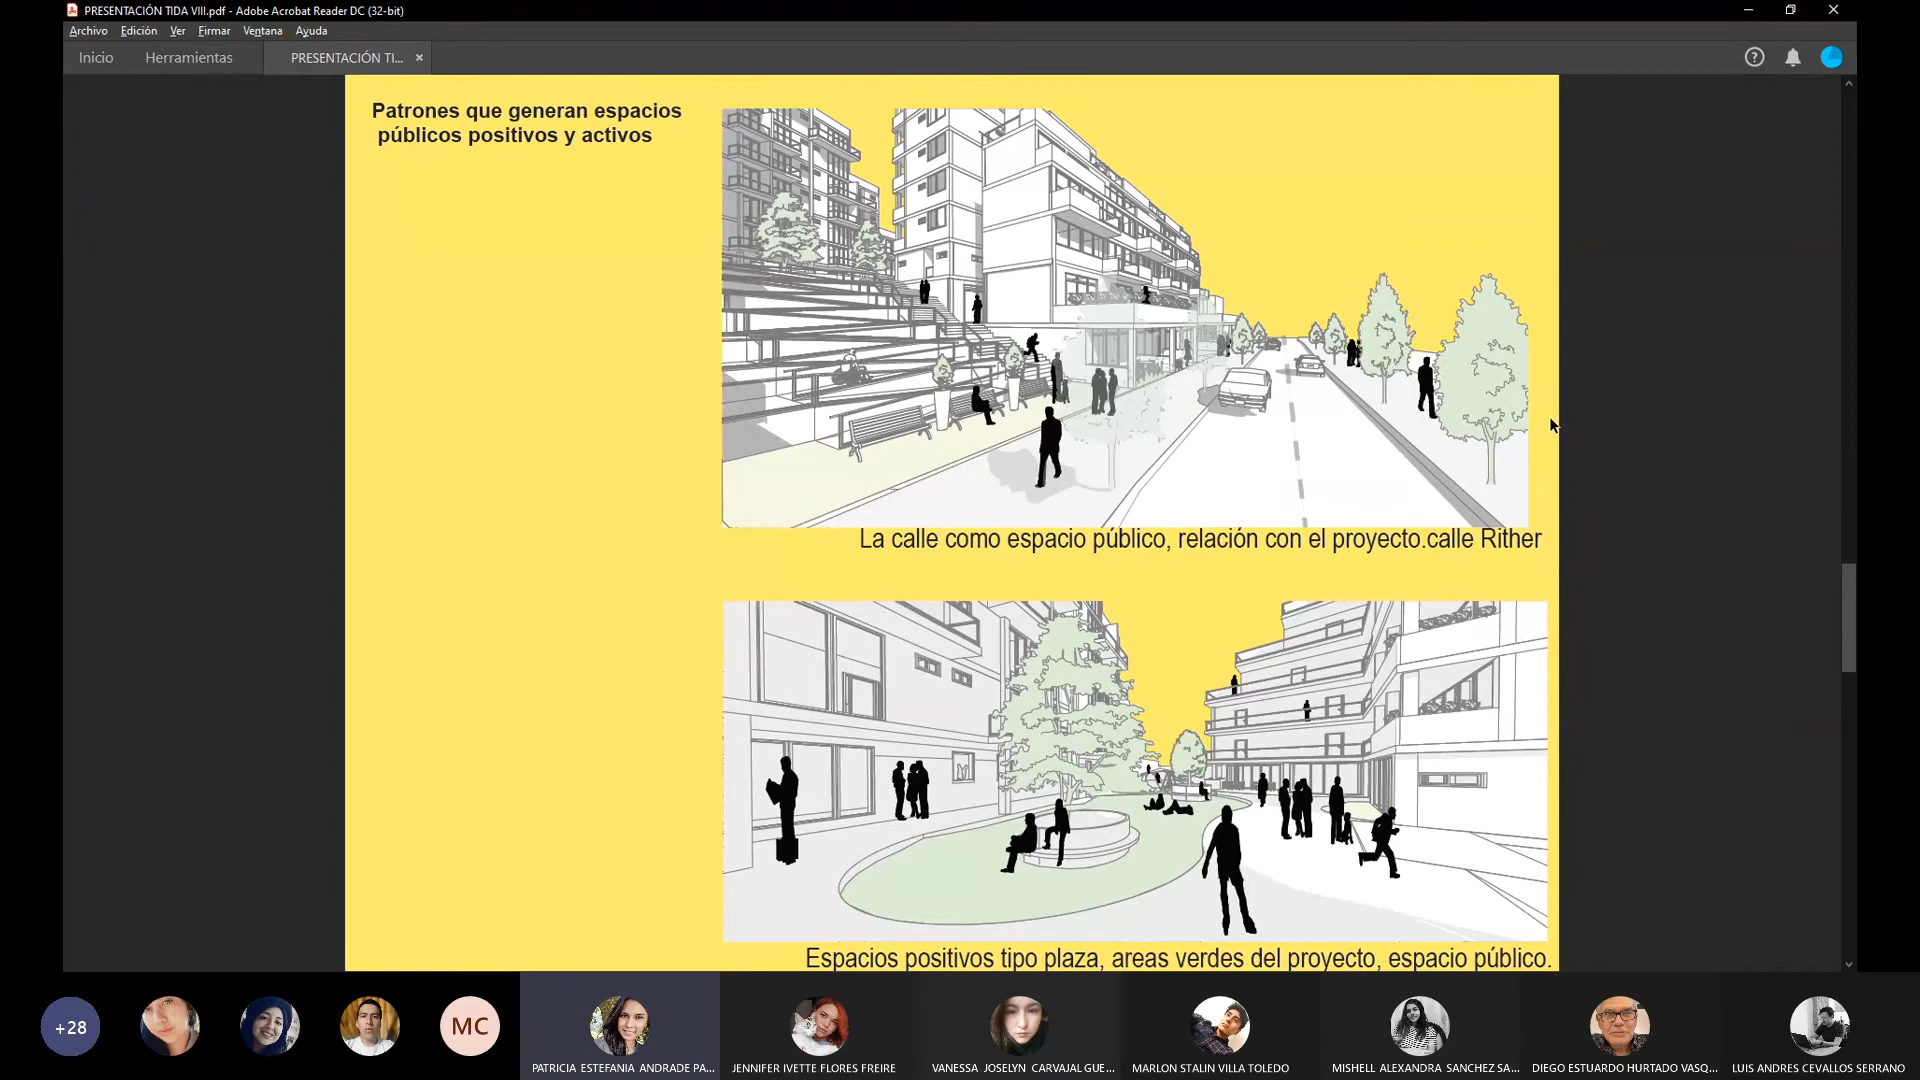 PRESENTACIÓN TIDA VIII.pdf - Adobe Acrobat Reader DC (32-bit)
Archivo Edición Ver Firmar Ventana Ayuda
Inicio Herramientas PRESENTACIÓN TI... ×
Patrones que generan espacios
públicos positivos y activos
La calle como espacio público, relación con el proyecto.calle Rither
Espacios positivos tipo plaza, areas verdes del proyecto, espacio público.
+28 MC
PATRICIA ESTEFANIA ANDRADE PA... JENNIFER IVETTE FLORES FREIRE VANESSA JOSELYN CARVAJAL GUE... MARLON STALIN VILLA TOLEDO MISHELL ALEXANDRA SANCHEZ SA... DIEGO ESTUARDO HURTADO VASQ... LUIS ANDRES CEVALLOS SERRANO